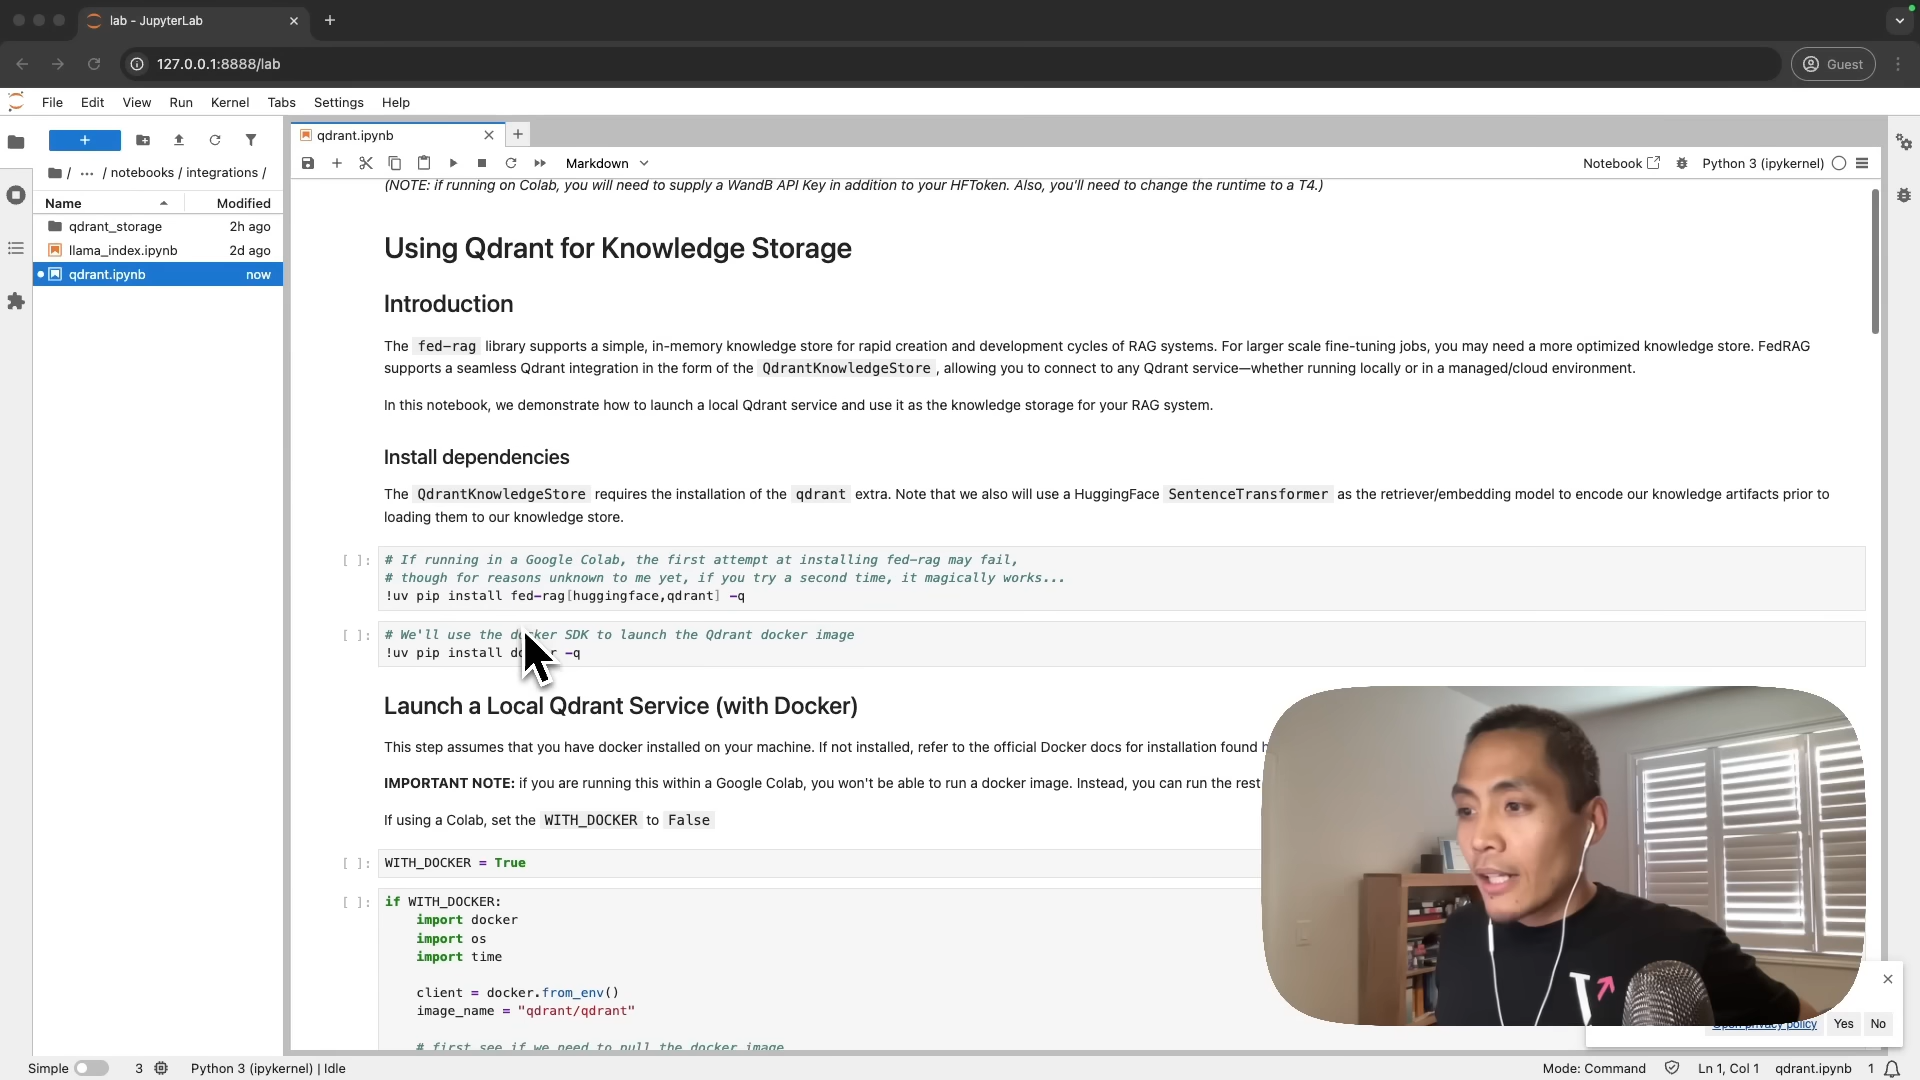 lab - JupyterLab
127.0.0.1:8888/lab
Guest
File Edit View Run Kernel Tabs Settings Help
qdrant.ipynb
Markdown
Notebook
Python 3 (ipykernel)
/ ··· / notebooks / integrations /
Name Modified
qdrant_storage 2h ago
llama_index.ipynb 2d ago
qdrant.ipynb now
(NOTE: if running on Colab, you will need to supply a WandB API Key in addition to your HFToken. Also, you'll need to change the runtime to a T4.)
Using Qdrant for Knowledge Storage
Introduction
The fed-rag library supports a simple, in-memory knowledge store for rapid creation and development cycles of RAG systems. For larger scale fine-tuning jobs, you may need a more optimized knowledge store. FedRAG
supports a seamless Qdrant integration in the form of the QdrantKnowledgeStore , allowing you to connect to any Qdrant service—whether running locally or in a managed/cloud environment.
In this notebook, we demonstrate how to launch a local Qdrant service and use it as the knowledge storage for your RAG system.
Install dependencies
The QdrantKnowledgeStore requires the installation of the qdrant extra. Note that we also will use a HuggingFace SentenceTransformer as the retriever/embedding model to encode our knowledge artifacts prior to
loading them to our knowledge store.
[ ]: # If running in a Google Colab, the first attempt at installing fed-rag may fail,
# though for reasons unknown to me yet, if you try a second time, it magically works...
!uv pip install fed-rag[huggingface,qdrant] -q
[ ]: # We'll use the docker SDK to launch the Qdrant docker image
!uv pip install docker -q
Launch a Local Qdrant Service (with Docker)
This step assumes that you have docker installed on your machine. If not installed, refer to the official Docker docs for installation found
IMPORTANT NOTE: if you are running this within a Google Colab, you won't be able to run a docker image. Instead, you can run the rest
If using a Colab, set the WITH_DOCKER to False
[ ]: WITH_DOCKER = True
[ ]: if WITH_DOCKER:
import docker
import os
import time
client = docker.from_env()
image_name = "qdrant/qdrant"
# first see if we need to pull the docker image
Open privacy policy Yes No
Simple 3 Python 3 (ipykernel) | Idle
Mode: Command Ln 1, Col 1 qdrant.ipynb 1